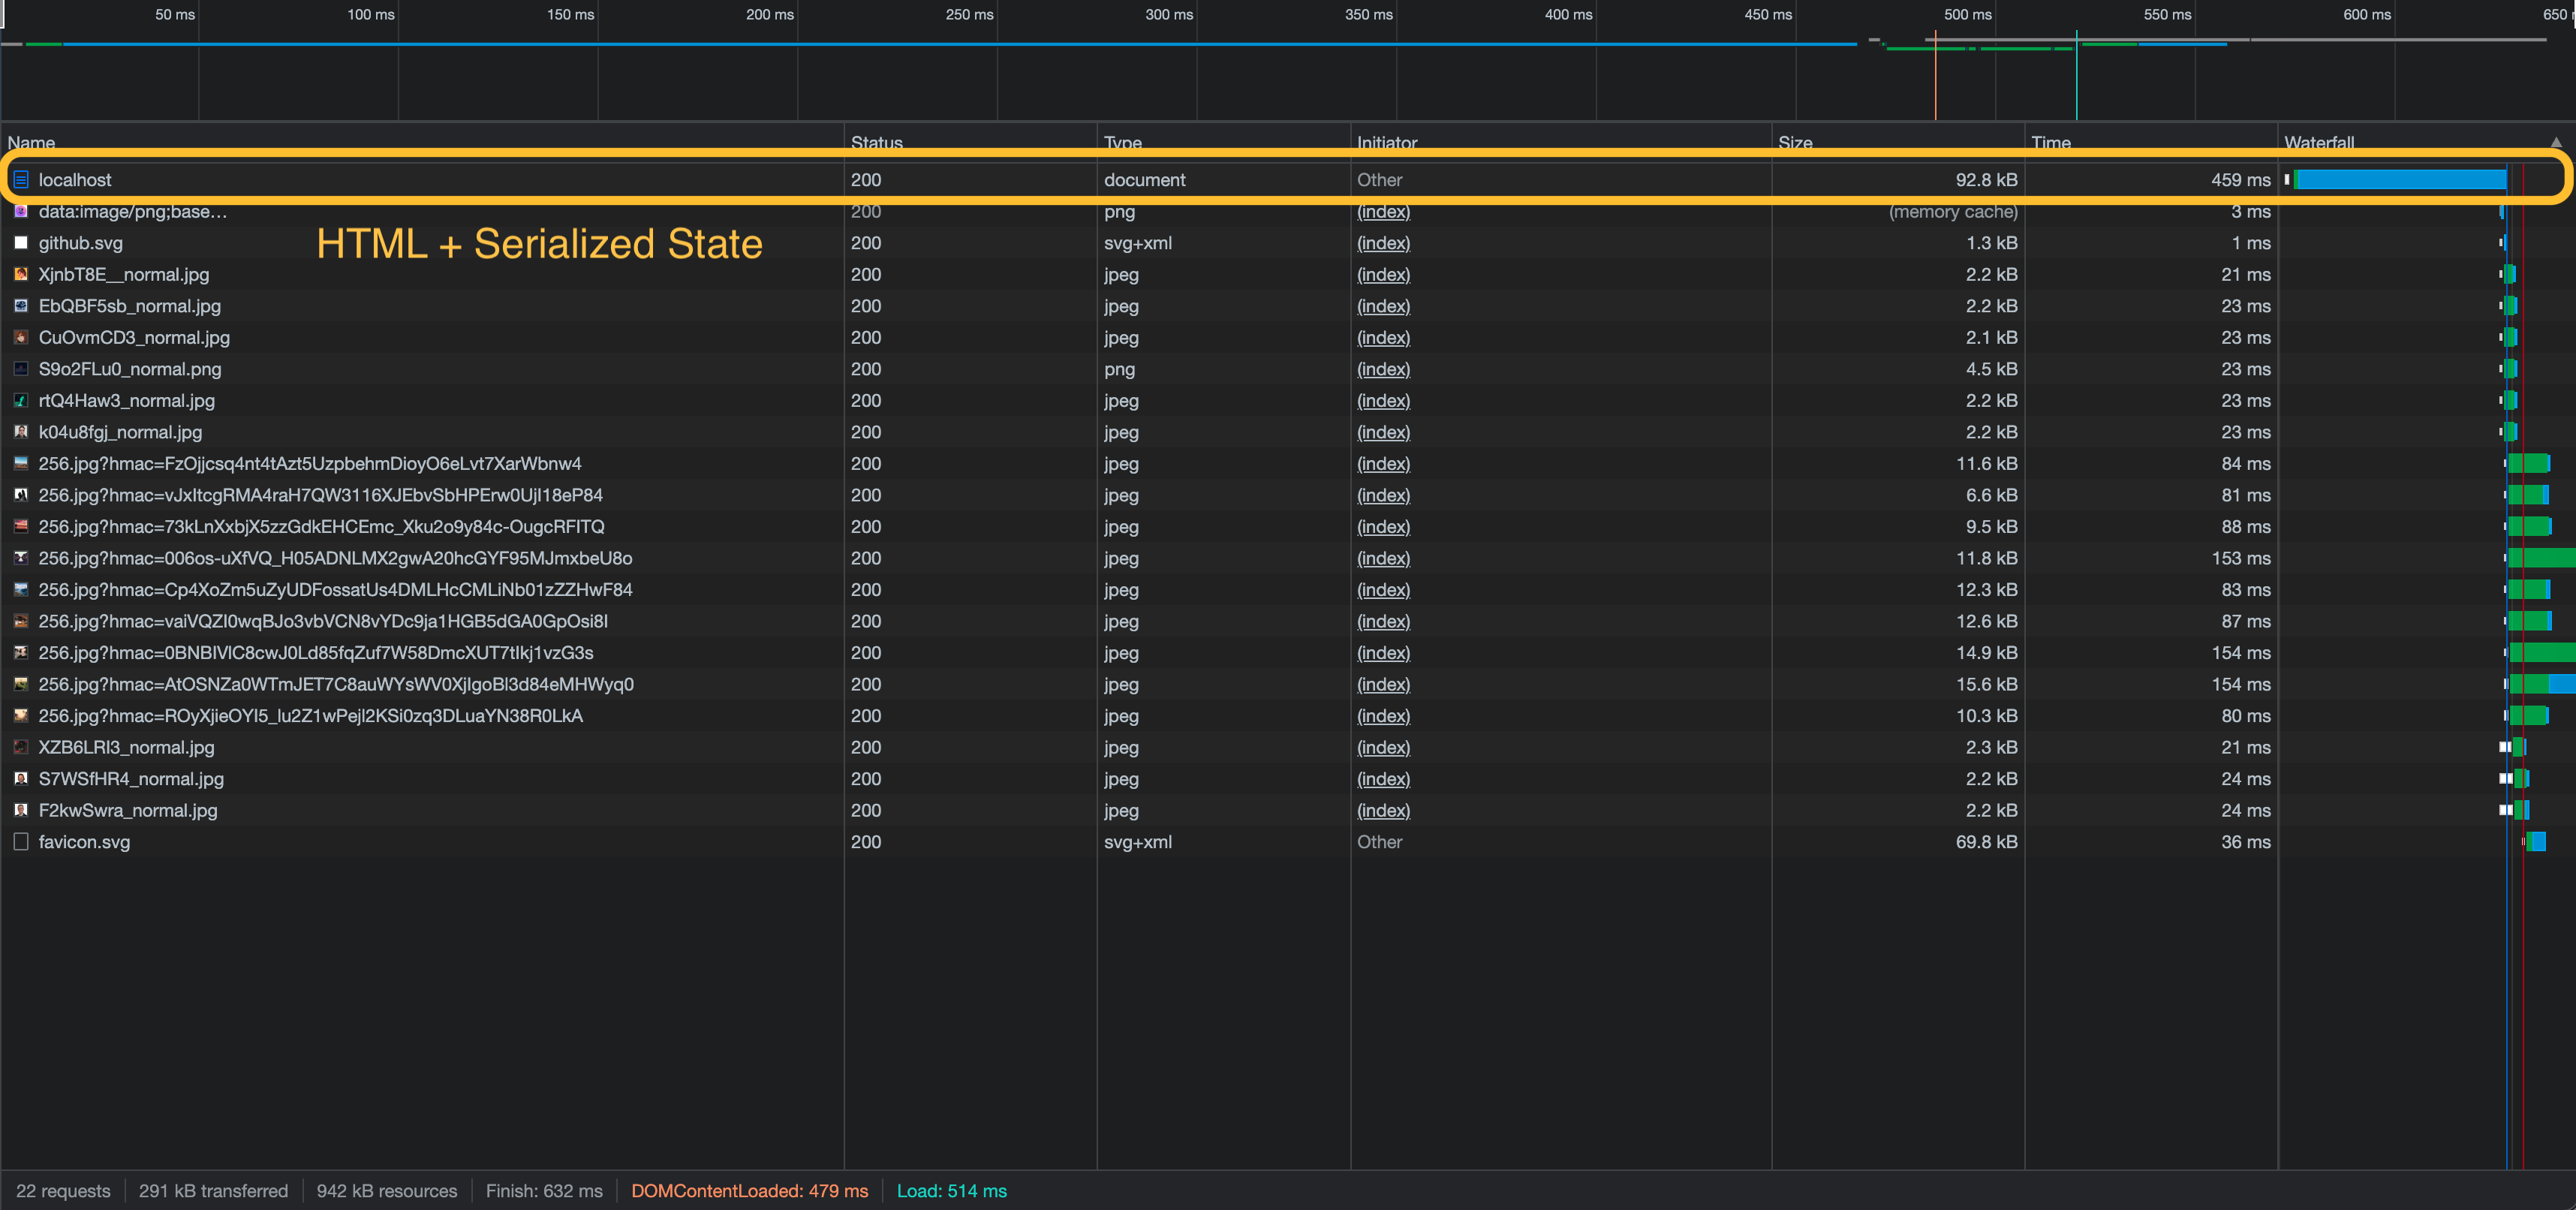 50 ms 100 ms 150 ms 200 ms 250 ms 300 ms 350 ms 400 ms 450 ms 500 ms 550 ms 600 ms 650
Name Status Type Initiator Size Time Waterfall
localhost 200 document Other 92.8 kB 459 ms
data:image/png;base… 200 png (index) (memory cache) 3 ms
github.svg 200 svg+xml (index) 1.3 kB 1 ms
HTML + Serialized State
XjnbT8E__normal.jpg 200 jpeg (index) 2.2 kB 21 ms
EbQBF5sb_normal.jpg 200 jpeg (index) 2.2 kB 23 ms
CuOvmCD3_normal.jpg 200 jpeg (index) 2.1 kB 23 ms
S9o2FLu0_normal.png 200 png (index) 4.5 kB 23 ms
rtQ4Haw3_normal.jpg 200 jpeg (index) 2.2 kB 23 ms
k04u8fgj_normal.jpg 200 jpeg (index) 2.2 kB 23 ms
256.jpg?hmac=FzOjjcsq4nt4tAzt5UzpbehmDioyO6eLvt7XarWbnw4 200 jpeg (index) 11.6 kB 84 ms
256.jpg?hmac=vJxItcgRMA4raH7QW3116XJEbvSbHPErw0UjI18eP84 200 jpeg (index) 6.6 kB 81 ms
256.jpg?hmac=73kLnXxbjX5zzGdkEHCEmc_Xku2o9y84c-OugcRFITQ 200 jpeg (index) 9.5 kB 88 ms
256.jpg?hmac=006os-uXfVQ_H05ADNLMX2gwA20hcGYF95MJmxbeU8o 200 jpeg (index) 11.8 kB 153 ms
256.jpg?hmac=Cp4XoZm5uZyUDFossatUs4DMLHcCMLiNb01zZZHwF84 200 jpeg (index) 12.3 kB 83 ms
256.jpg?hmac=vaiVQZI0wqBJo3vbVCN8vYDc9ja1HGB5dGA0GpOsi8I 200 jpeg (index) 12.6 kB 87 ms
256.jpg?hmac=0BNBIVIC8cwJ0Ld85fqZuf7W58DmcXUT7tIkj1vzG3s 200 jpeg (index) 14.9 kB 154 ms
256.jpg?hmac=AtOSNZa0WTmJET7C8auWYsWV0XjIgoBl3d84eMHWyq0 200 jpeg (index) 15.6 kB 154 ms
256.jpg?hmac=ROyXjieOYI5_lu2Z1wPejl2KSi0zq3DLuaYN38R0LkA 200 jpeg (index) 10.3 kB 80 ms
XZB6LRI3_normal.jpg 200 jpeg (index) 2.3 kB 21 ms
S7WSfHR4_normal.jpg 200 jpeg (index) 2.2 kB 24 ms
F2kwSwra_normal.jpg 200 jpeg (index) 2.2 kB 24 ms
favicon.svg 200 svg+xml Other 69.8 kB 36 ms
22 requests 291 kB transferred 942 kB resources Finish: 632 ms DOMContentLoaded: 479 ms Load: 514 ms